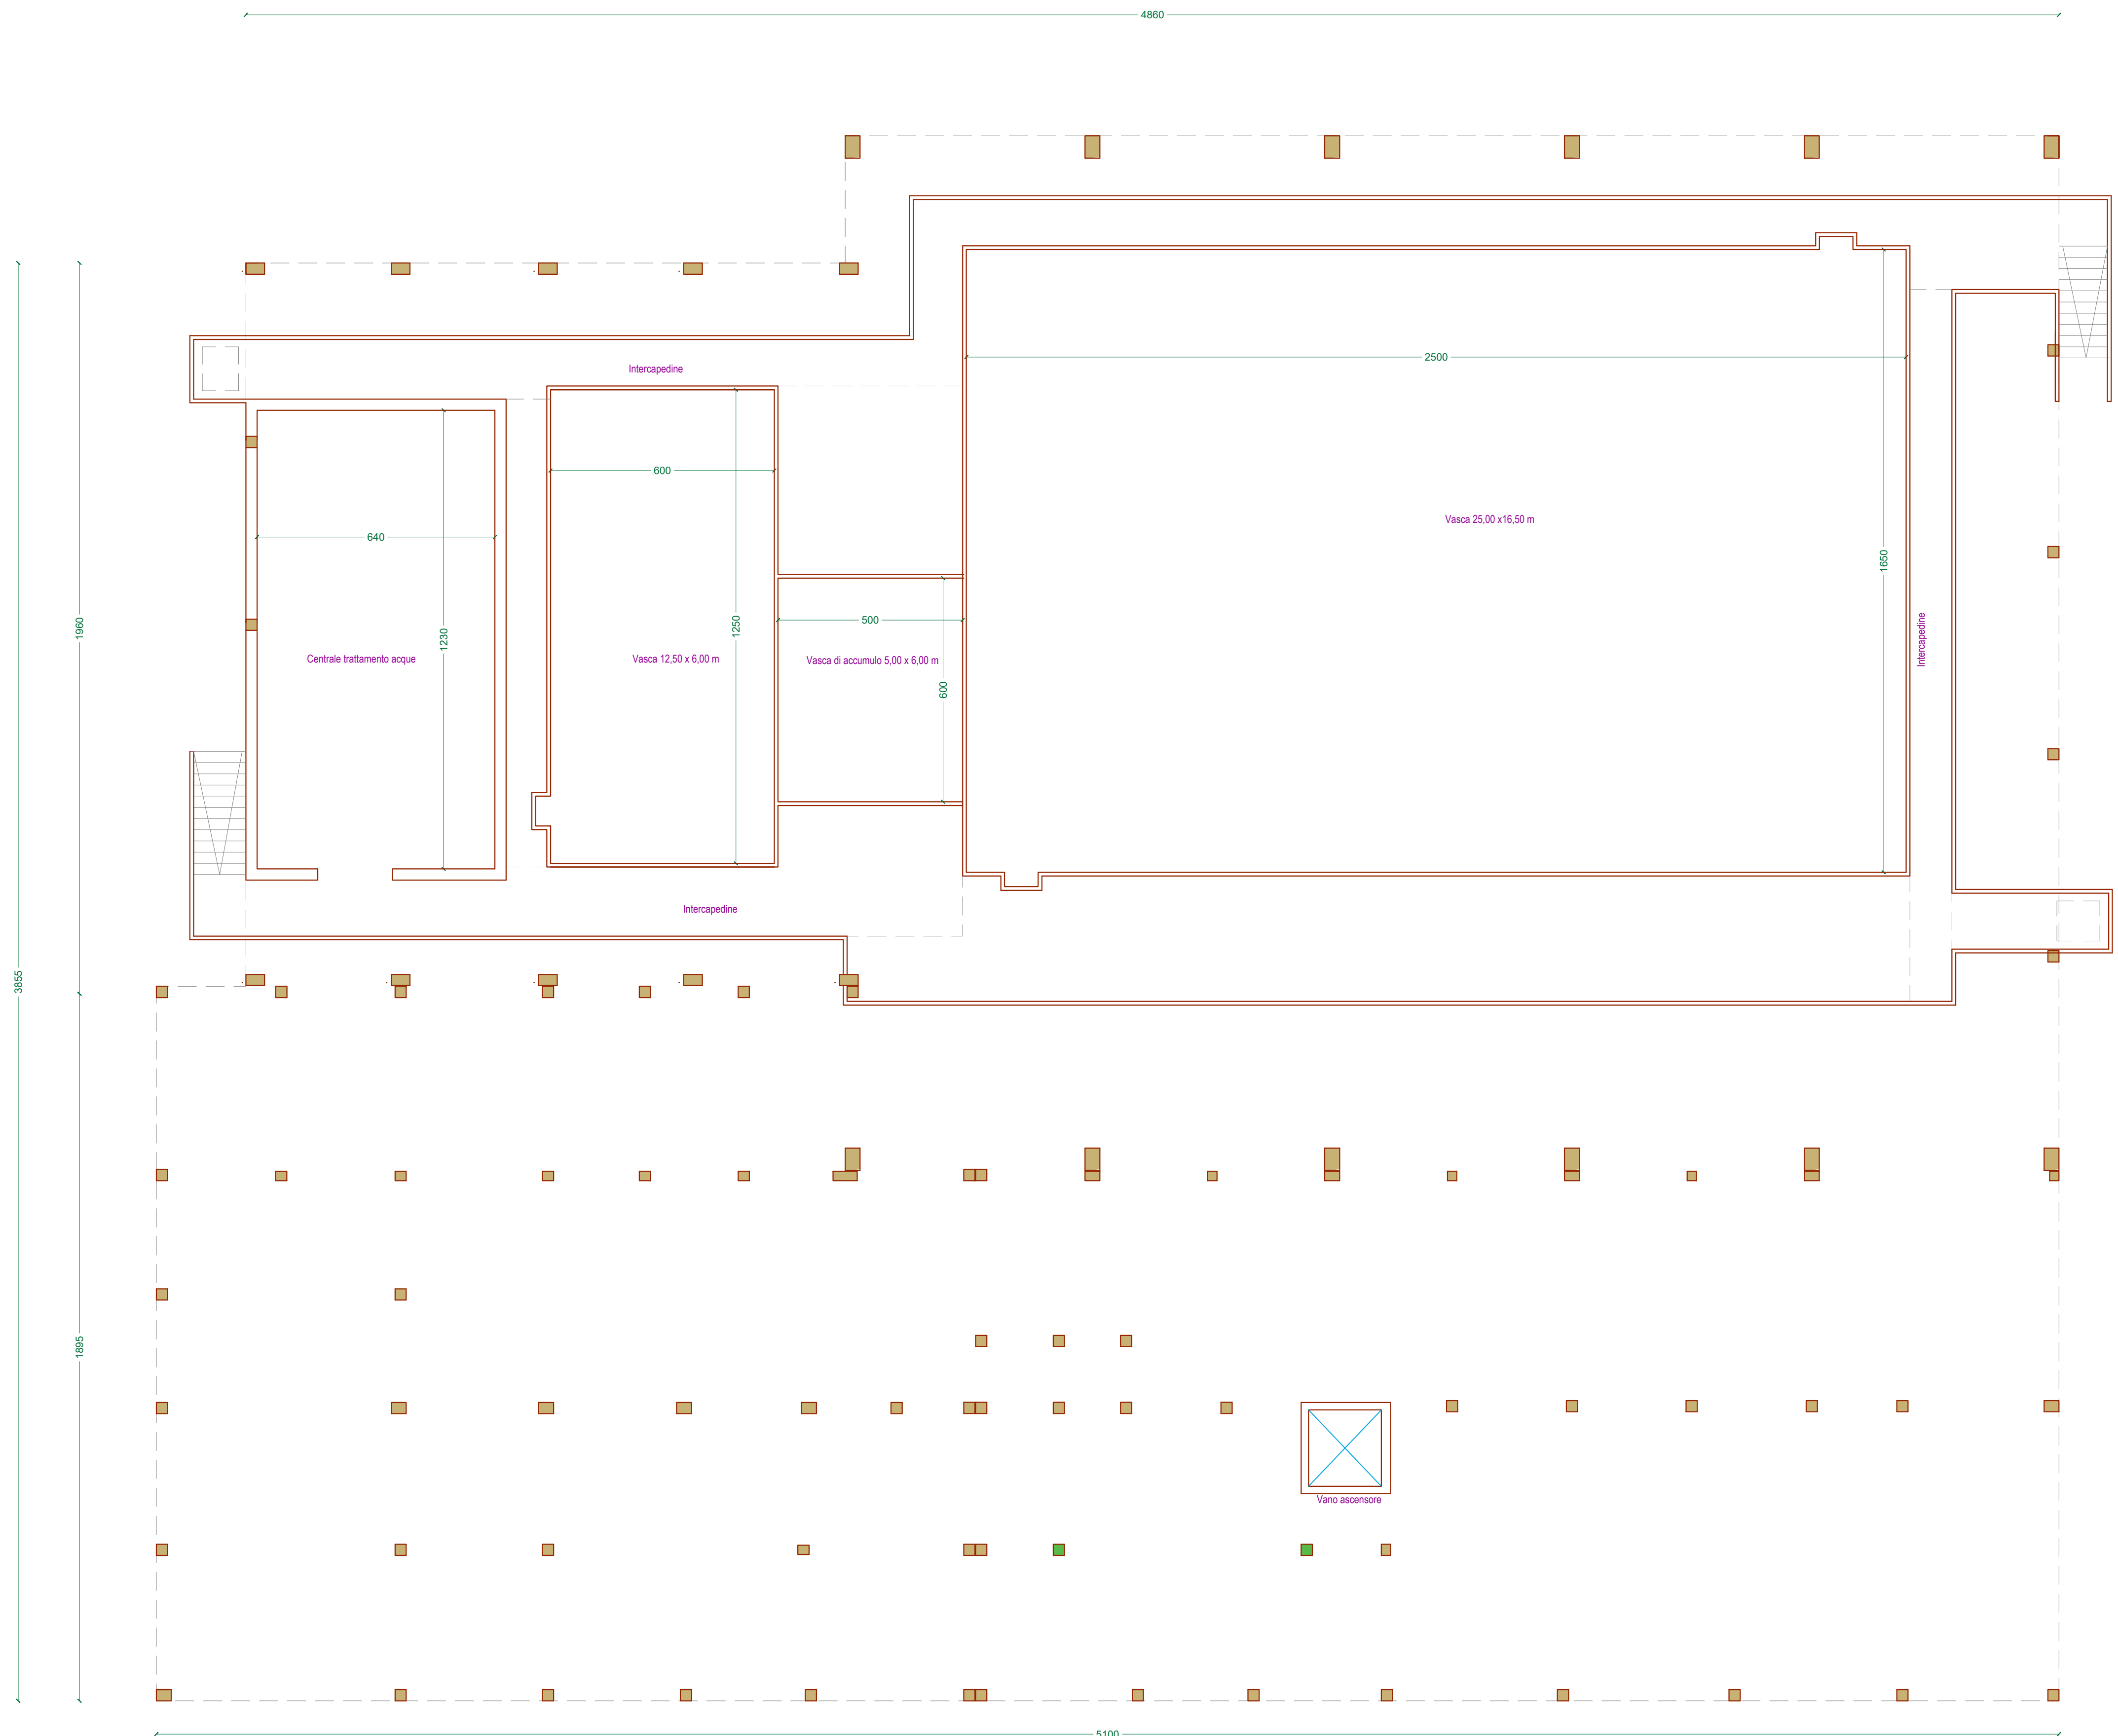 4860
Intercapedine
2500
600
640
Vasca 25,00 x16,50 m
1650
1960
1230
1250
500
Intercapedine
Centrale trattamento acque
Vasca 12,50 x 6,00 m
Vasca di accumulo 5,00 x 6,00 m
600
Intercapedine
3855
1895
Vano ascensore
5100